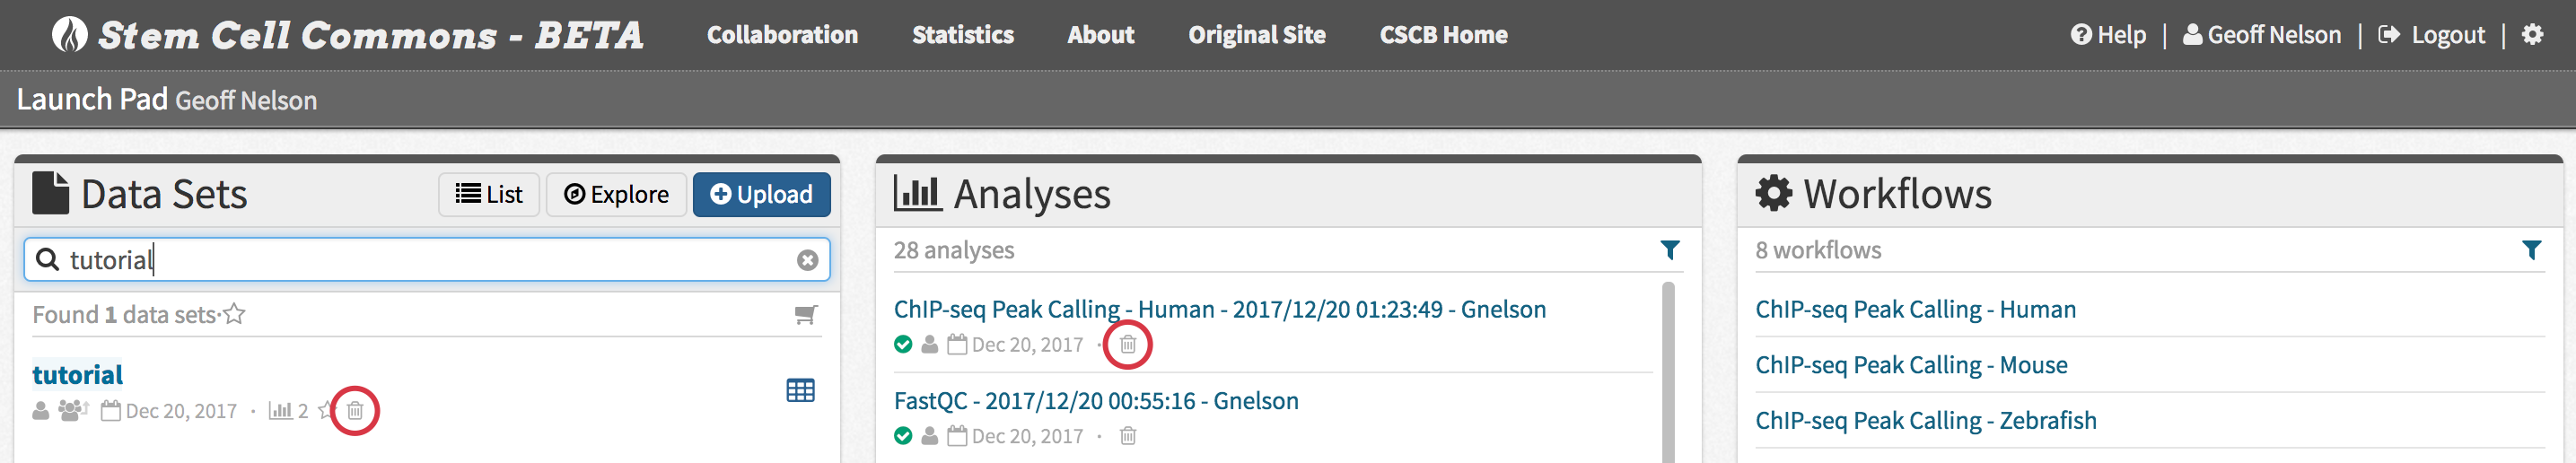 Stem Cell Commons - BETA Collaboration Statistics About Original Site CSCB Home Help | Geoff Nelson | Logout |
Launch Pad Geoff Nelson
Data Sets List Explore Upload
tutorial
Found 1 data sets·
tutorial
Dec 20, 2017 · 2
Analyses
28 analyses
ChIP-seq Peak Calling - Human - 2017/12/20 01:23:49 - Gnelson
Dec 20, 2017 ·
FastQC - 2017/12/20 00:55:16 - Gnelson
Dec 20, 2017 ·
Workflows
8 workflows
ChIP-seq Peak Calling - Human
ChIP-seq Peak Calling - Mouse
ChIP-seq Peak Calling - Zebrafish